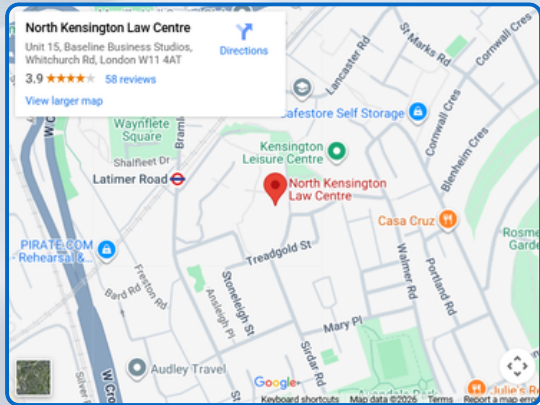 North Kensington Law Centre
Unit 15, Baseline Business Studios,
Whitchurch Rd, London W11 4AT
3.9
58 reviews
View larger map
Directions
St Marks Rd
Cornwall Cres
Lancaster Rd
afestore Self Storage
Cornwall Cres
Waynflete
Square
Kensington
Leisure Centre
Blenheim Cres
Shalfleet Dr
Latimer Road
North Kensington
Law Centre
Casa Cruz
PIRATE.COM
Rehearsal &...
Treadgold St
Walmer Rd
Portland Rd
Freston Rd
Bard Rd
Stoneleigh St
Ansleigh Pl
Mary Pl
Sirdar Rd
Audley Travel
Google
Julie's R
Keyboard shortcuts
Map data ©2026
Terms
Report a map erro